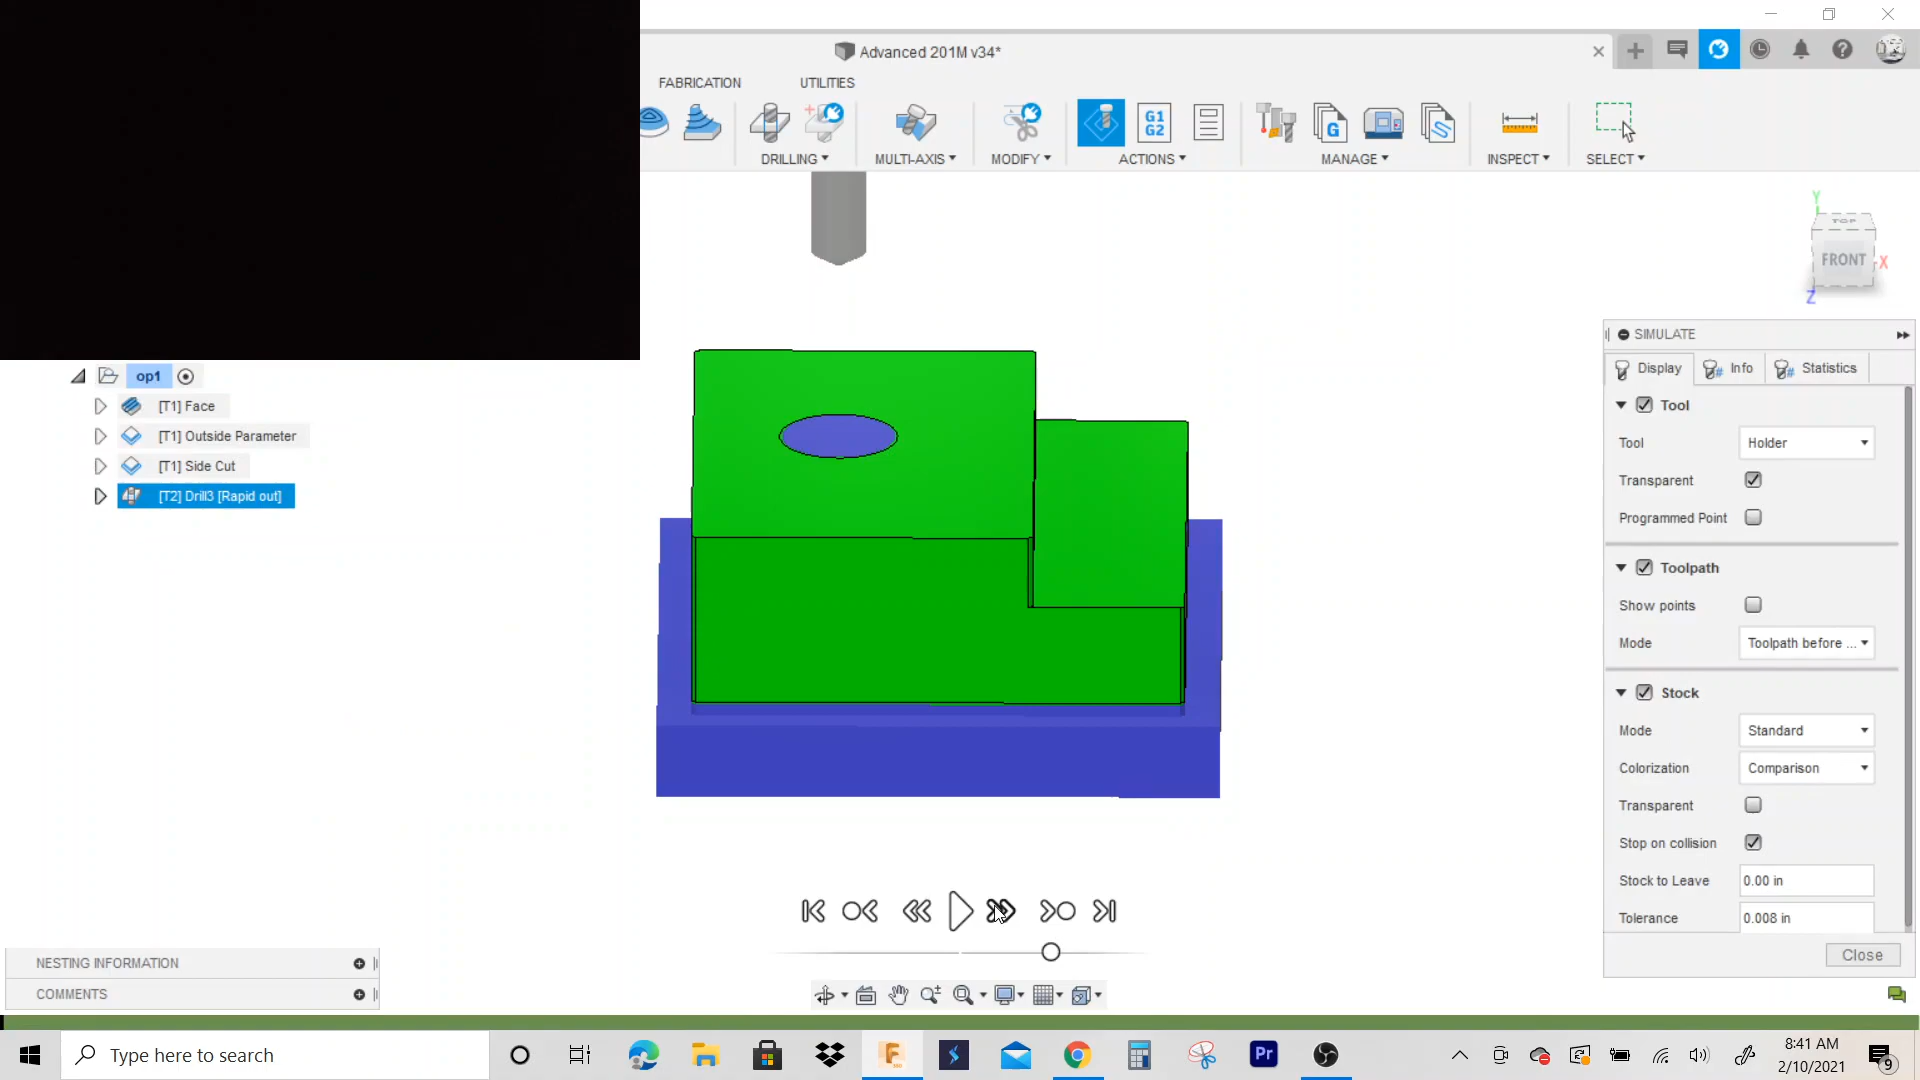 Advanced 201M v34*
FABRICATION
UTILITIES
G1
G2
G
DRILLING
MULTI-AXIS
MODIFY
ACTIONS
MANAGE
INSPECT
SELECT
Y
TOP
FRONT
X
Z
op1
[T1] Face
[T1] Outside Parameter
[T1] Side Cut
[T2] Drill3 [Rapid out]
SIMULATE
Display
Info
Statistics
Tool
Tool
Holder
Transparent
Programmed Point
Toolpath
Show points
Mode
Toolpath before ...
Stock
Mode
Standard
Colorization
Comparison
Transparent
Stop on collision
Stock to Leave
0.00 in
Tolerance
0.008 in
Close
NESTING INFORMATION
COMMENTS
Type here to search
F
Pr
8:41 AM
2/10/2021
9